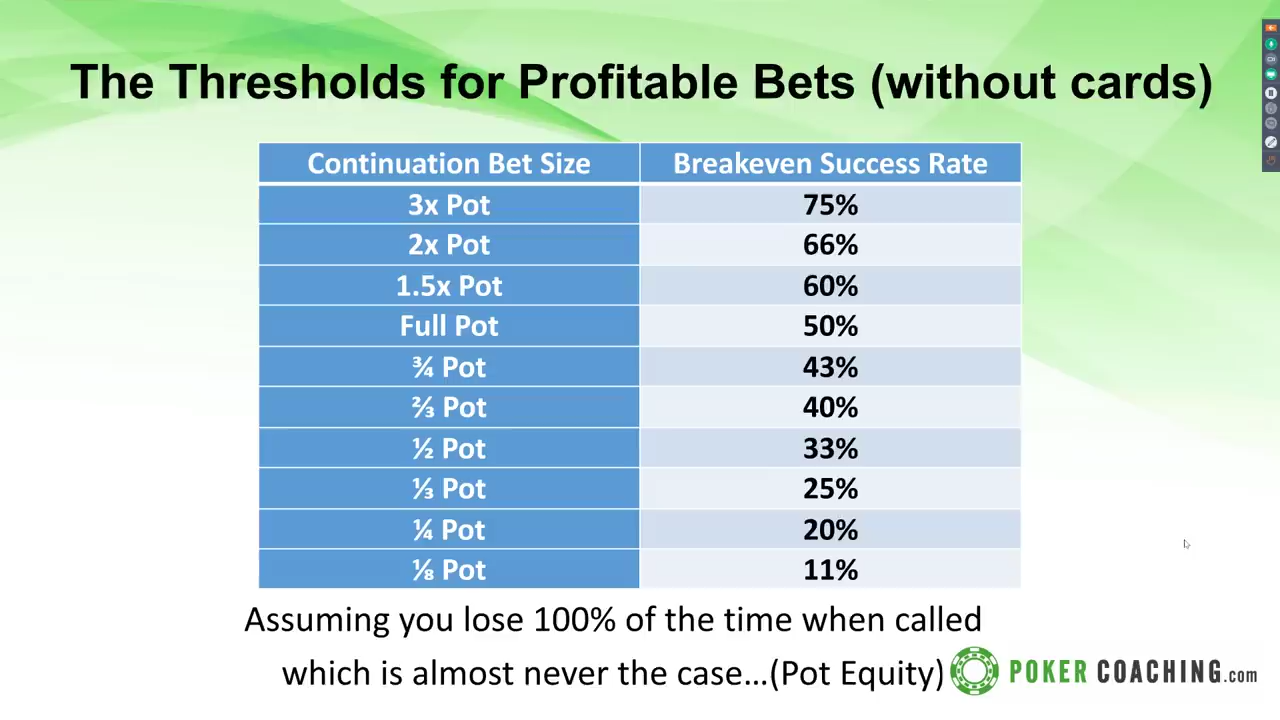 The Thresholds for Profitable Bets (without cards)
Continuation Bet Size Breakeven Success Rate
3x Pot 75%
2x Pot 66%
1.5x Pot 60%
Full Pot 50%
¾ Pot 43%
⅔ Pot 40%
½ Pot 33%
⅓ Pot 25%
¼ Pot 20%
⅛ Pot 11%
Assuming you lose 100% of the time when called
which is almost never the case...(Pot Equity)
POKER COACHING.com